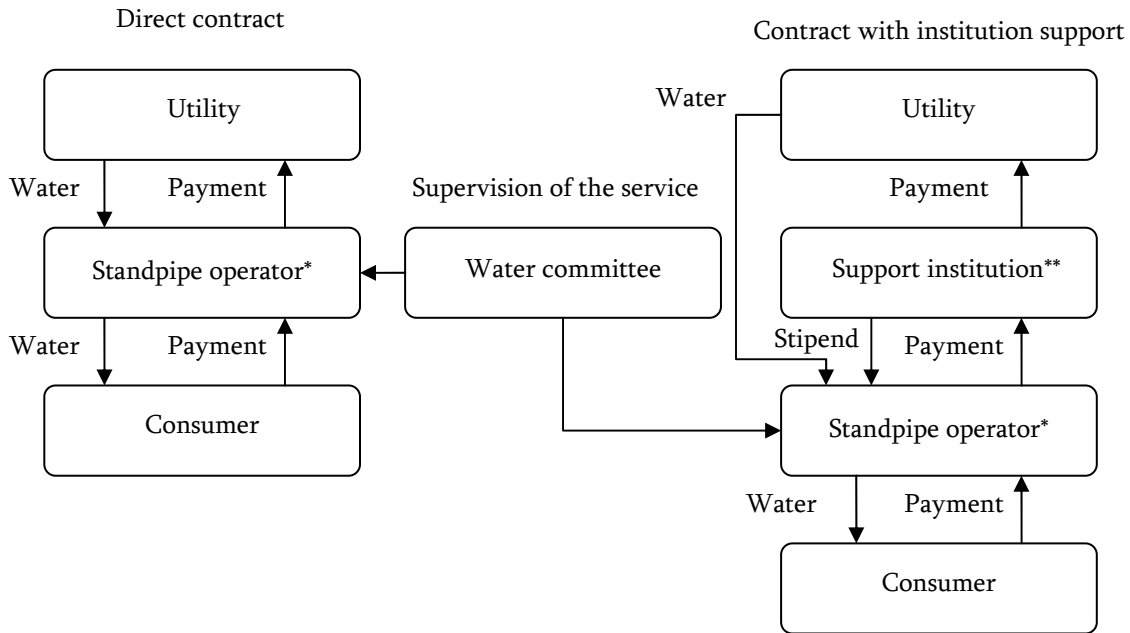 Direct contract
Utility
Water
Payment
Standpipe operator*
Water
Payment
Consumer
Supervision of the service
Water committee
Contract with institution support
Water
Utility
Payment
Support institution**
Stipend
Payment
Standpipe operator*
Water
Payment
Consumer